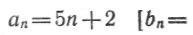 aₙ=5n+2 [bₙ=